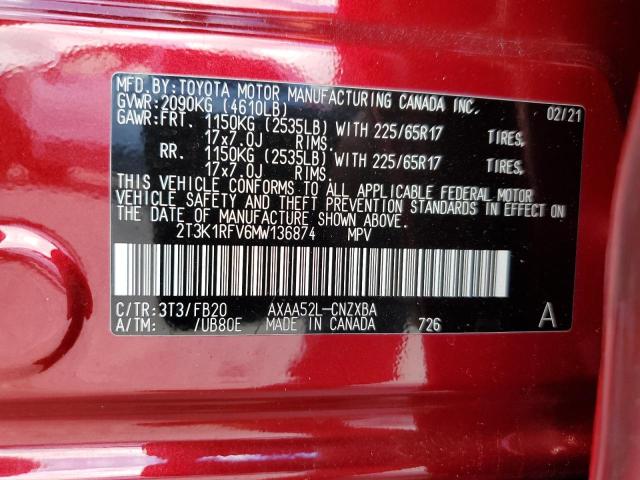 MFD.BY:TOYOTA MOTOR MANUFACTURING CANADA INC.
GVWR:2090KG (4610LB) 02/21
GAWR:FRT. 1150KG (2535LB) WITH 225/65R17 TIRES,
17x7.0J RIMS.
RR. 1150KG (2535LB) WITH 225/65R17 TIRES,
17x7.0J RIMS.
THIS VEHICLE CONFORMS TO ALL APPLICABLE FEDERAL MOTOR
VEHICLE SAFETY AND THEFT PREVENTION STANDARDS IN EFFECT ON
THE DATE OF MANUFACTURE SHOWN ABOVE.
2T3K1RFV6MW136874 MPV
C/TR:3T3/FB20 AXAA52L-CNZXBA
A/TM: /UB80E MADE IN CANADA 726 A